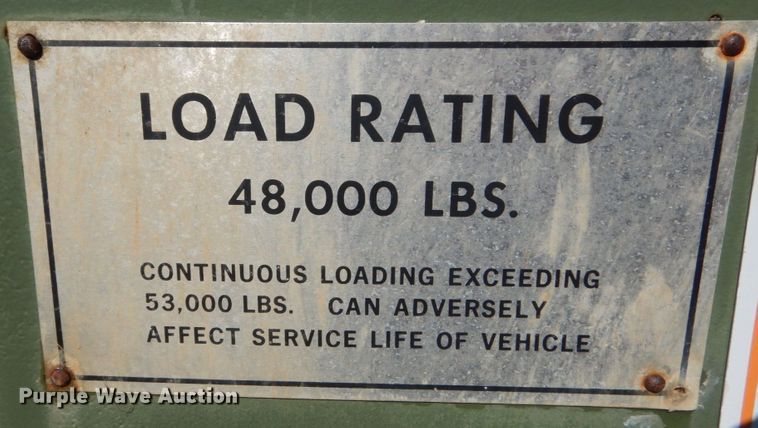 LOAD RATING
48,000 LBS.
CONTINUOUS LOADING EXCEEDING
53,000 LBS. CAN ADVERSELY
AFFECT SERVICE LIFE OF VEHICLE
Purple Wave Auction